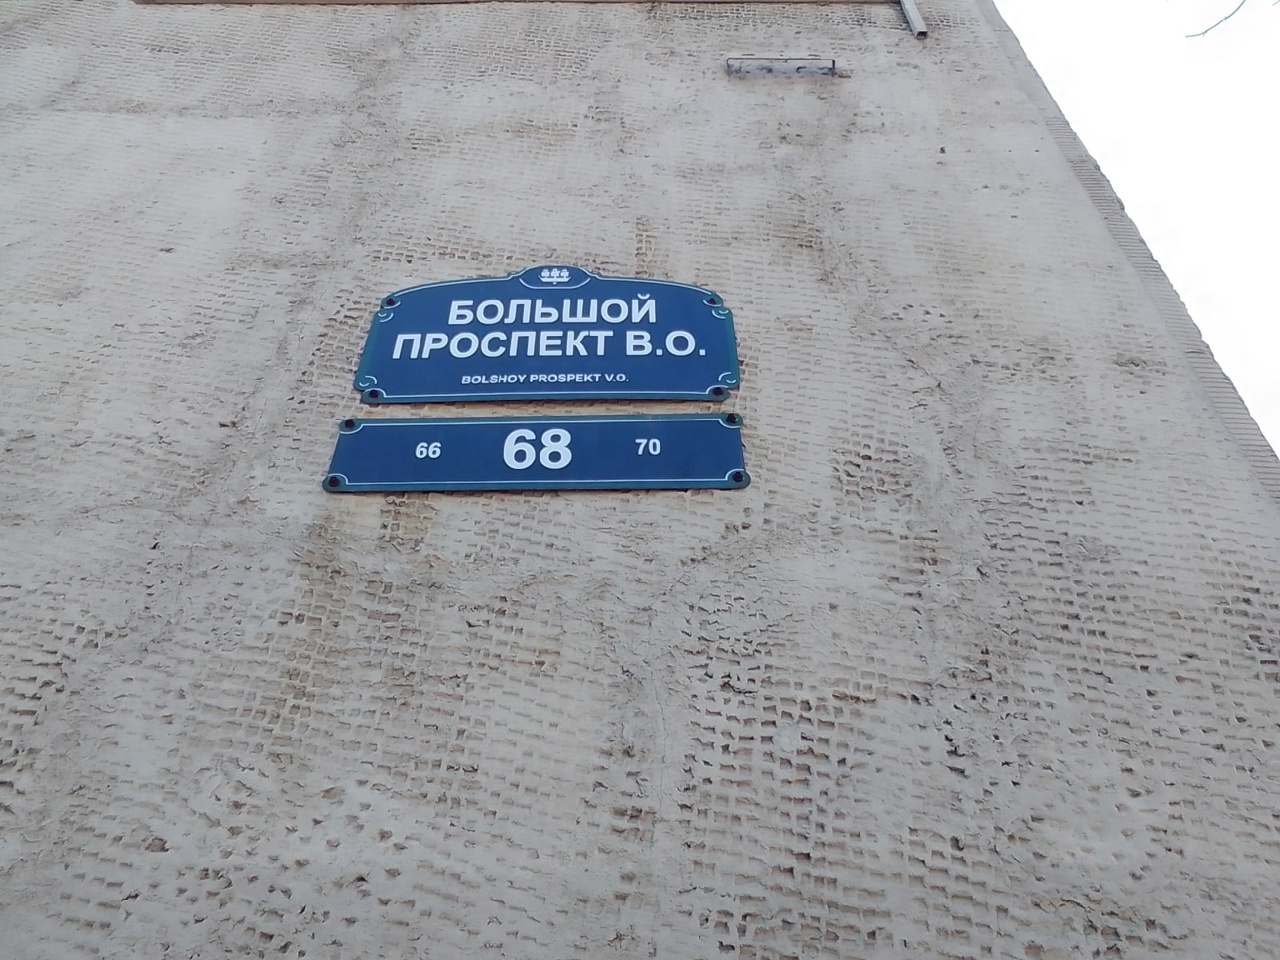 БОЛЬШОЙ
ПРОСПЕКТ В.О.
BOLSHOY PROSPEKT V.O.
66 68 70